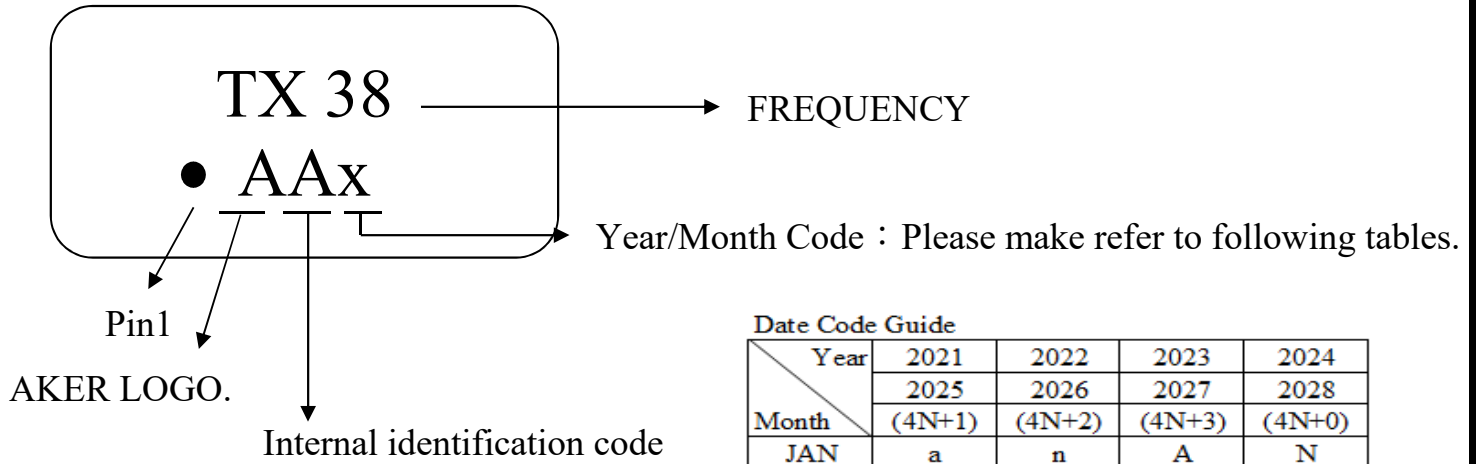 TX 38
FREQUENCY
AAx
Year/Month Code：Please make refer to following tables.
Pin1
AKER LOGO.
Internal identification code
Date Code Guide
Year 2021 2022 2023 2024
2025 2026 2027 2028
Month (4N+1) (4N+2) (4N+3) (4N+0)
JAN a n A N